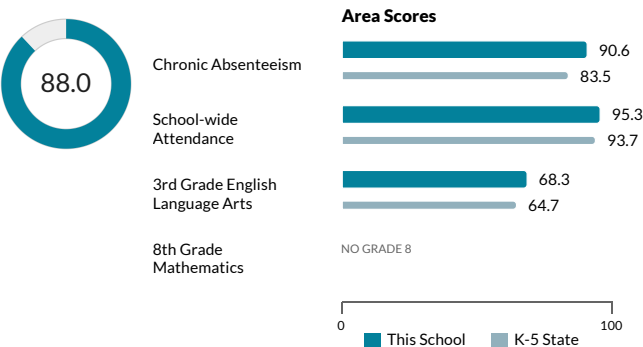 Area Scores
88.0
Chronic Absenteeism
90.6
83.5
School-wide
Attendance
95.3
93.7
3rd Grade English
Language Arts
68.3
64.7
8th Grade
Mathematics
NO GRADE 8
0
100
This School
K-5 State